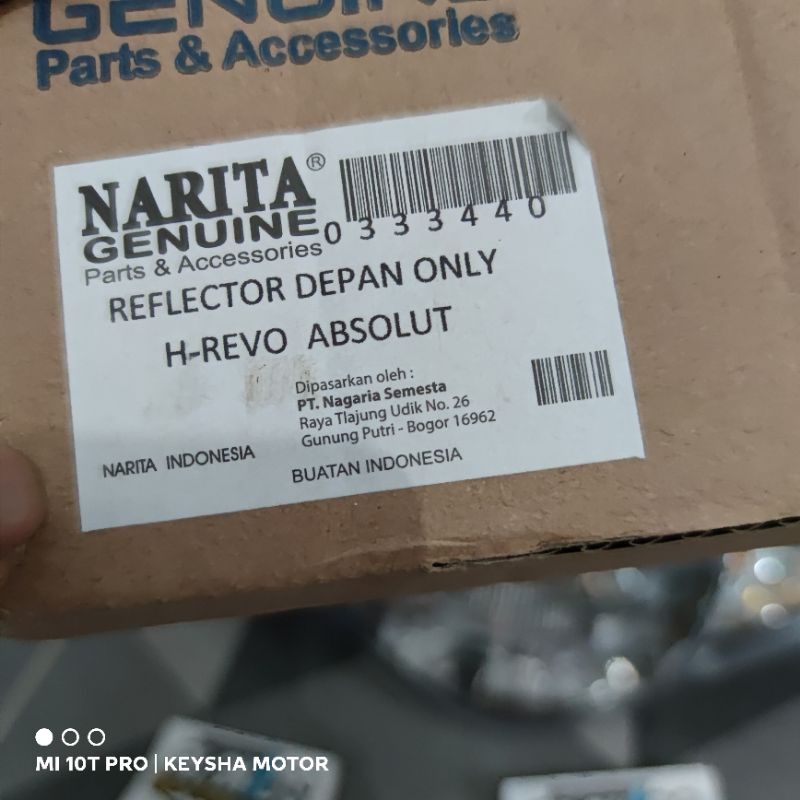 GENUINE
Parts & Accessories
NARITA®
GENUINE
Parts & Accessories
0333440
REFLECTOR DEPAN ONLY
H-REVO ABSOLUT
Dipasarkan oleh :
PT. Nagaria Semesta
Raya Tlajung Udik No. 26
Gunung Putri - Bogor 16962
NARITA INDONESIA
BUATAN INDONESIA
MI 10T PRO | KEYSHA MOTOR